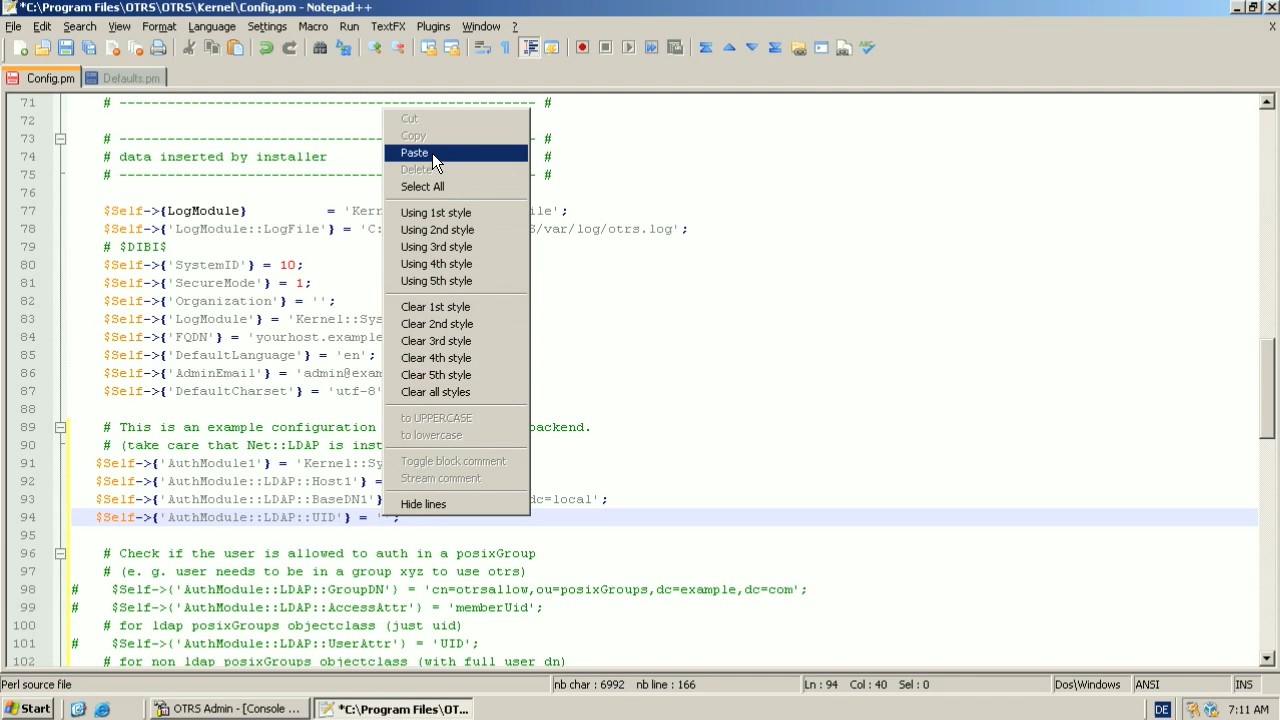 *C:\Program Files\OTRS\Kernel\Config.pm - Notepad++
File Edit Search View Format Language Settings Macro Run TextFX Plugins Window ?
Config.pm Defaults.pm
71 # ---------------------------------------------------- #
72
73 # ---------------------------------------------------- #
74 # data inserted by installer #
75 # ---------------------------------------------------- #
76
77 $Self->{LogModule} = 'Kern le';
78 $Self->{'LogModule::LogFile'} = 'C: S/var/log/otrs.log';
79 # $DIBI$
80 $Self->{'SystemID'} = 10;
81 $Self->{'SecureMode'} = 1;
82 $Self->{'Organization'} = '';
83 $Self->{'LogModule'} = 'Kernel::Sys
84 $Self->{'FQDN'} = 'yourhost.example
85 $Self->{'DefaultLanguage'} = 'en';
86 $Self->{'AdminEmail'} = 'admin@exam
87 $Self->{'DefaultCharset'} = 'utf-8'
88
89 # This is an example configuration backend.
90 # (take care that Net::LDAP is inst
91 $Self->{'AuthModule1'} = 'Kernel::Sy
92 $Self->{'AuthModule::LDAP::Host1'} =
93 $Self->{'AuthModule::LDAP::BaseDN1'} dc=local';
94 $Self->{'AuthModule::LDAP::UID'} = '';
95
96 # Check if the user is allowed to auth in a posixGroup
97 # (e. g. user needs to be in a group xyz to use otrs)
98 # $Self->{'AuthModule::LDAP::GroupDN'} = 'cn=otrsallow,ou=posixGroups,dc=example,dc=com';
99 # $Self->{'AuthModule::LDAP::AccessAttr'} = 'memberUid';
100 # for ldap posixGroups objectclass (just uid)
101 # $Self->{'AuthModule::LDAP::UserAttr'} = 'UID';
102 # for non ldap posixGroups objectclass (with full user dn)
Cut
Copy
Paste
Delete
Select All
Using 1st style
Using 2nd style
Using 3rd style
Using 4th style
Using 5th style
Clear 1st style
Clear 2nd style
Clear 3rd style
Clear 4th style
Clear 5th style
Clear all styles
to UPPERCASE
to lowercase
Toggle block comment
Stream comment
Hide lines
Perl source file nb char : 6992 nb line : 166 Ln : 94 Col : 40 Sel : 0 Dos\Windows ANSI INS
Start OTRS Admin - [Console ... *C:\Program Files\OT... DE 7:11 AM